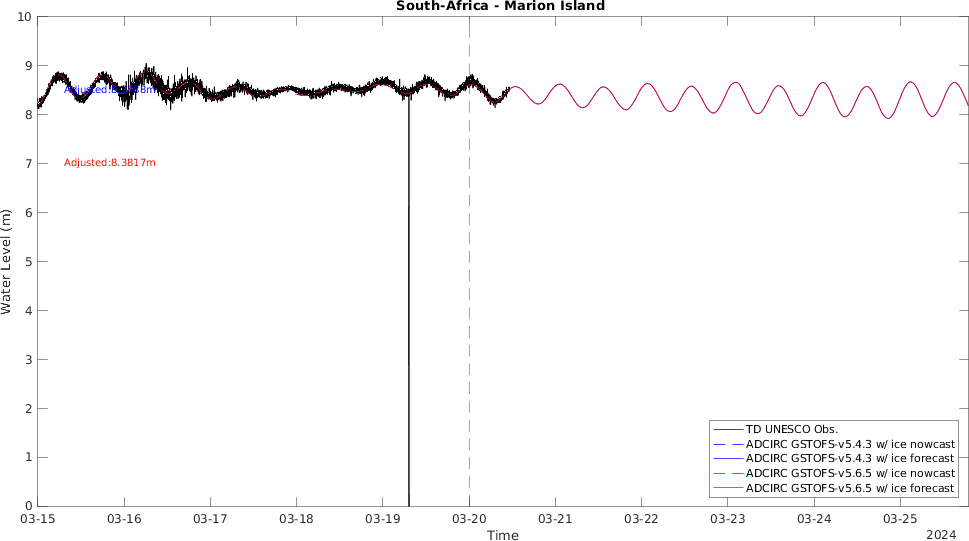 South-Africa - Marion Island
10
9
8
7
6
5
4
3
2
1
0
Water Level (m)
Adjusted:8.3817m
03-15 03-16 03-17 03-18 03-19 03-20 03-21 03-22 03-23 03-24 03-25
Time
2024
TD UNESCO Obs.
ADCIRC GSTOFS-v5.4.3 w/ ice nowcast
ADCIRC GSTOFS-v5.4.3 w/ ice forecast
ADCIRC GSTOFS-v5.6.5 w/ ice nowcast
ADCIRC GSTOFS-v5.6.5 w/ ice forecast